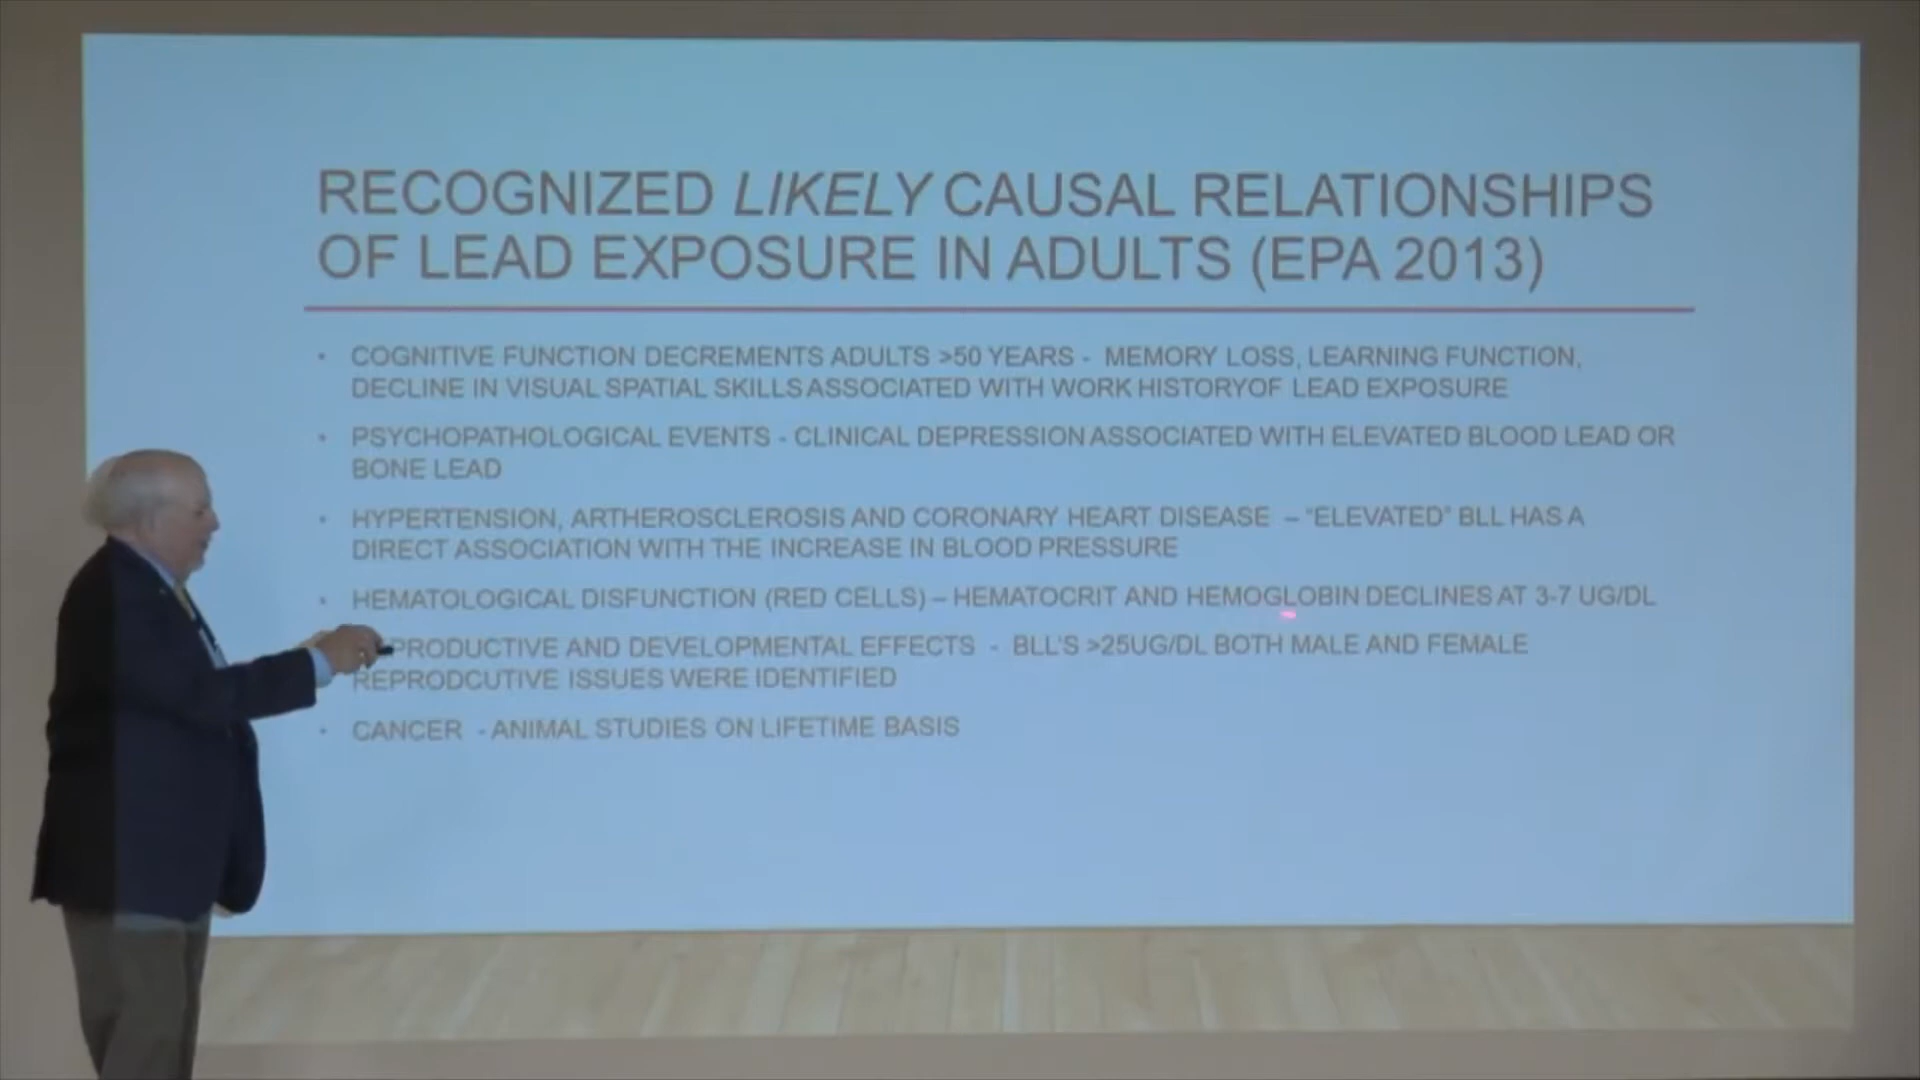 RECOGNIZED LIKELY CAUSAL RELATIONSHIPS
OF LEAD EXPOSURE IN ADULTS (EPA 2013)
• COGNITIVE FUNCTION DECREMENTS ADULTS >50 YEARS - MEMORY LOSS, LEARNING FUNCTION,
DECLINE IN VISUAL SPATIAL SKILLS ASSOCIATED WITH WORK HISTORYOF LEAD EXPOSURE
• PSYCHOPATHOLOGICAL EVENTS - CLINICAL DEPRESSION ASSOCIATED WITH ELEVATED BLOOD LEAD OR
BONE LEAD
• HYPERTENSION, ARTHEROSCLEROSIS AND CORONARY HEART DISEASE – "ELEVATED" BLL HAS A
DIRECT ASSOCIATION WITH THE INCREASE IN BLOOD PRESSURE
• HEMATOLOGICAL DISFUNCTION (RED CELLS) – HEMATOCRIT AND HEMOGLOBIN DECLINES AT 3-7 UG/DL
PRODUCTIVE AND DEVELOPMENTAL EFFECTS - BLL'S >25UG/DL BOTH MALE AND FEMALE
REPRODCUTIVE ISSUES WERE IDENTIFIED
• CANCER - ANIMAL STUDIES ON LIFETIME BASIS